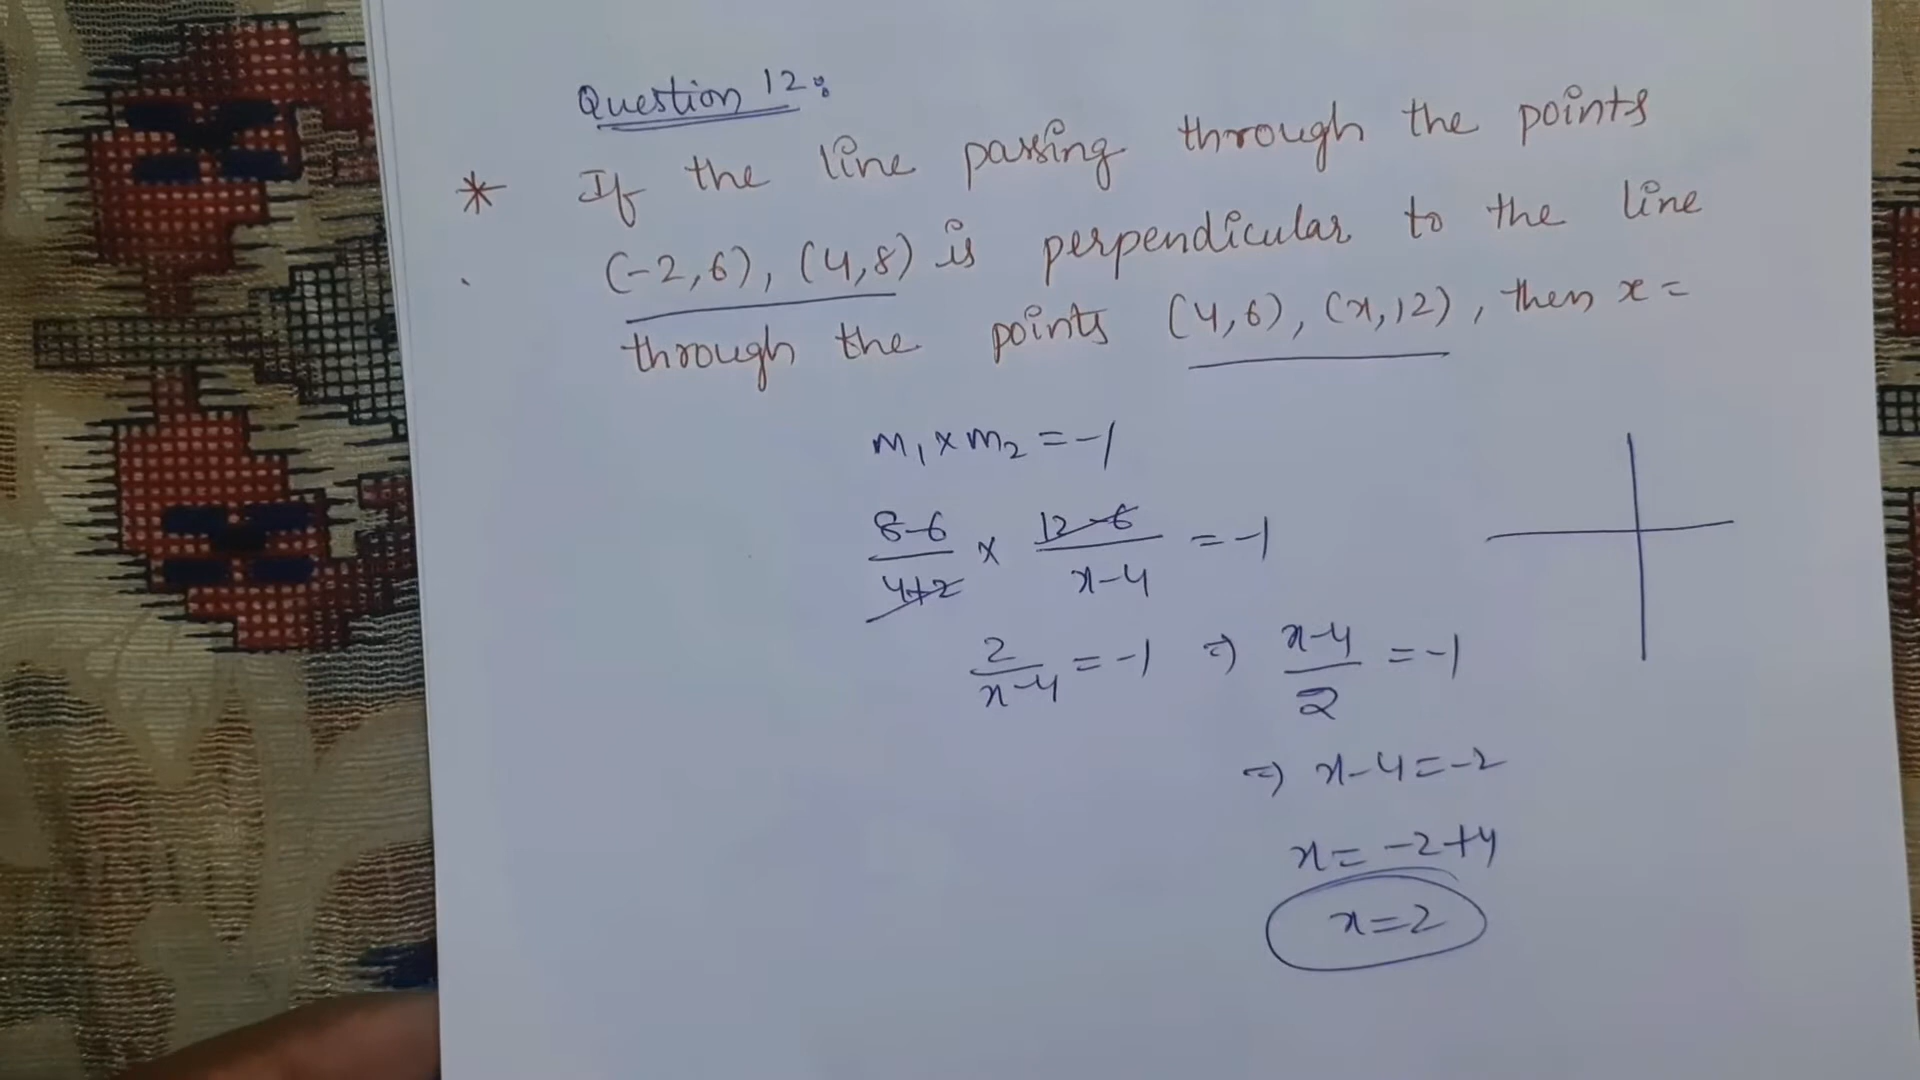 Question 12:
* If the line passing through the points
(-2,6), (4,8) is perpendicular to the line
through the points (4,6), (x,12), then x =
m₁ × m₂ = -1
8-6/4+2 × 12-6/x-4 = -1
2/x-4 = -1 ⇒ x-4/2 = -1
⇒ x-4 = -2
x = -2+4
x = 2